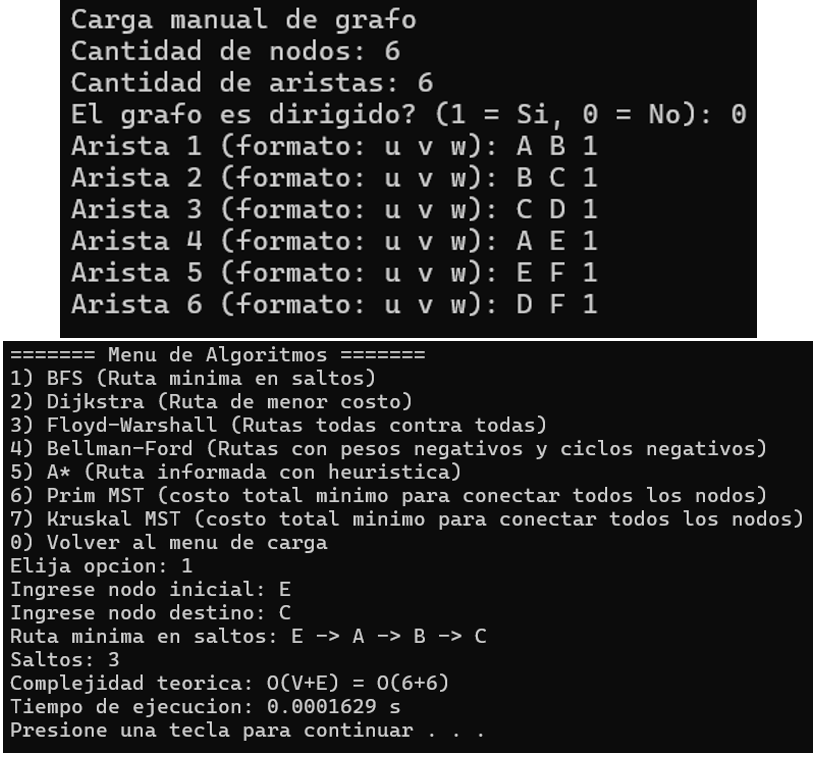 Carga manual de grafo
Cantidad de nodos: 6
Cantidad de aristas: 6
El grafo es dirigido? (1 = Si, 0 = No): 0
Arista 1 (formato: u v w): A B 1
Arista 2 (formato: u v w): B C 1
Arista 3 (formato: u v w): C D 1
Arista 4 (formato: u v w): A E 1
Arista 5 (formato: u v w): E F 1
Arista 6 (formato: u v w): D F 1
======= Menu de Algoritmos =======
1) BFS (Ruta minima en saltos)
2) Dijkstra (Ruta de menor costo)
3) Floyd-Warshall (Rutas todas contra todas)
4) Bellman-Ford (Rutas con pesos negativos y ciclos negativos)
5) A* (Ruta informada con heuristica)
6) Prim MST (costo total minimo para conectar todos los nodos)
7) Kruskal MST (costo total minimo para conectar todos los nodos)
0) Volver al menu de carga
Elija opcion: 1
Ingrese nodo inicial: E
Ingrese nodo destino: C
Ruta minima en saltos: E -> A -> B -> C
Saltos: 3
Complejidad teorica: O(V+E) = O(6+6)
Tiempo de ejecucion: 0.0001629 s
Presione una tecla para continuar . . .